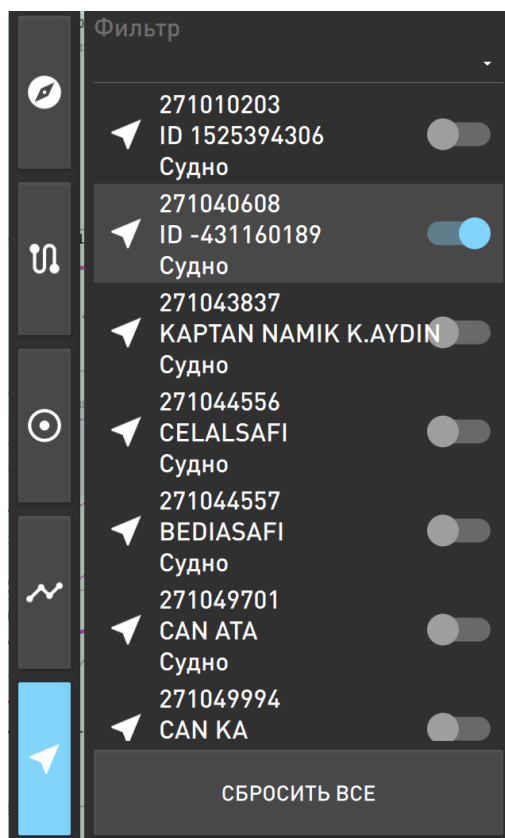 Фильтр
271010203
ID 1525394306
Судно
271040608
ID -431160189
Судно
271043837
KAPTAN NAMIK K.AYDIN
Судно
271044556
CELALSAFI
Судно
271044557
BEDIASAFI
Судно
271049701
CAN ATA
Судно
271049994
CAN KA
СБРОСИТЬ ВСЕ